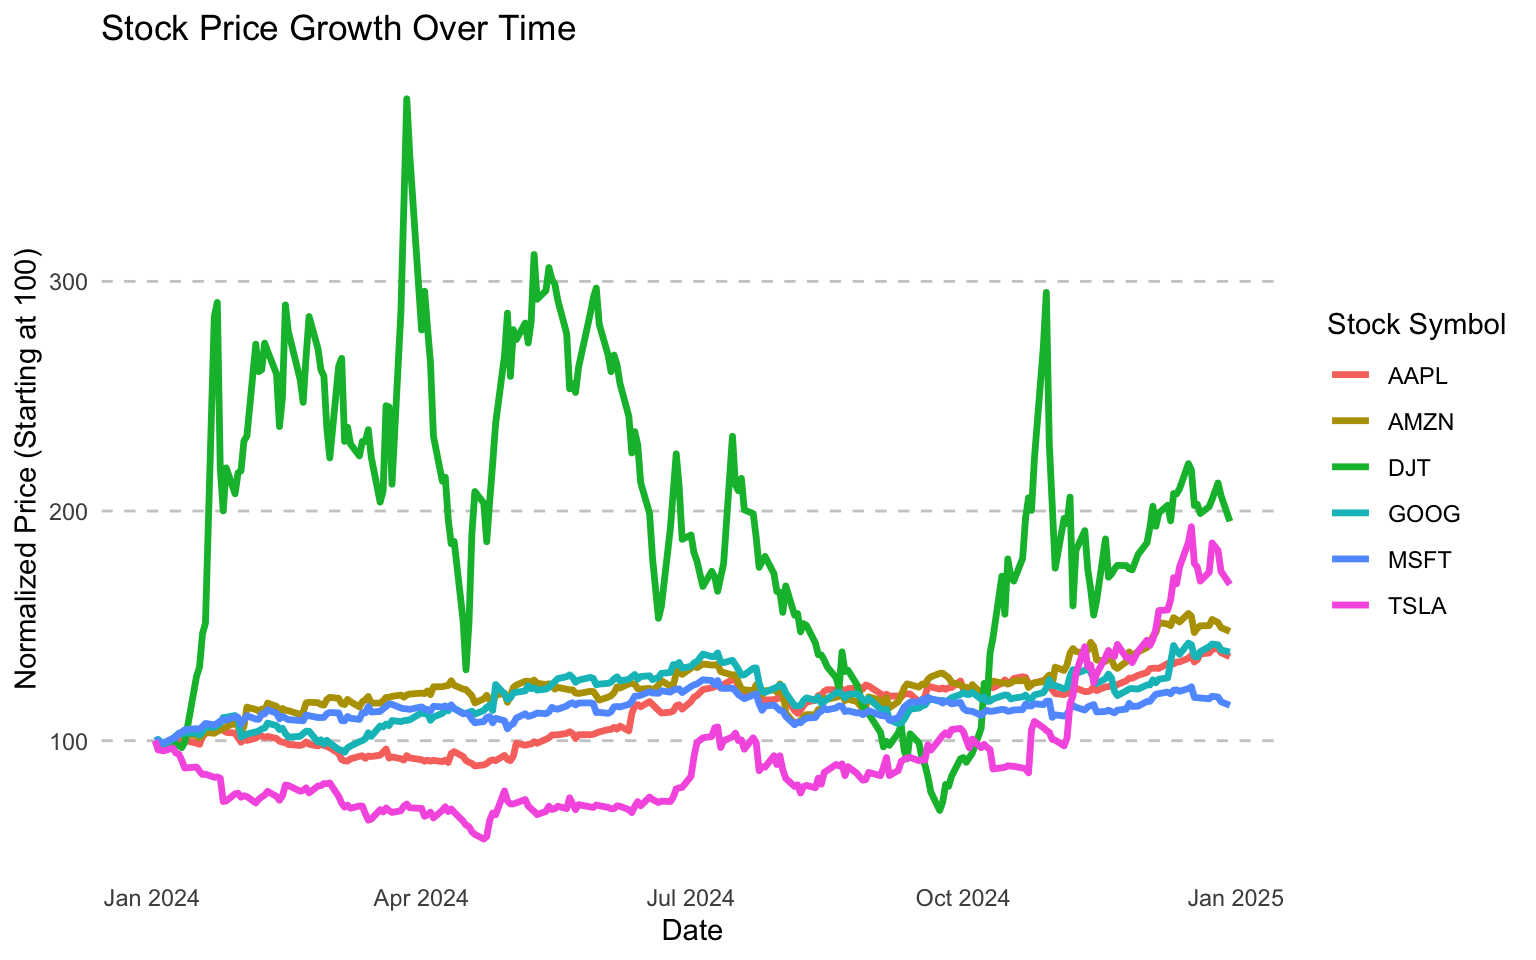 Stock Price Growth Over Time
Normalized Price (Starting at 100)
300
200
100
Jan 2024
Apr 2024
Jul 2024
Oct 2024
Jan 2025
Date
Stock Symbol
AAPL
AMZN
DJT
GOOG
MSFT
TSLA